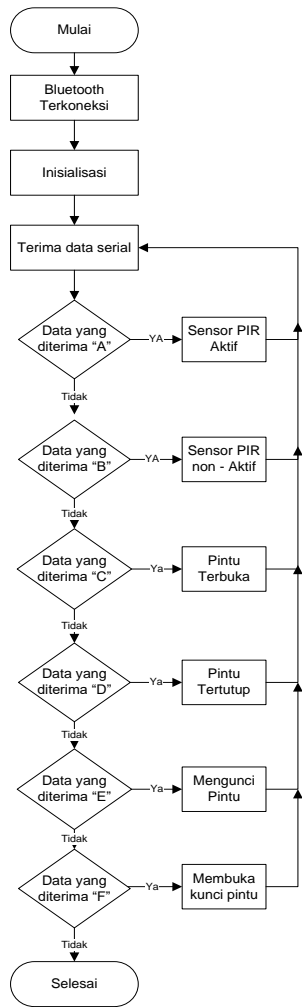 Mulai
Bluetooth
Terkoneksi
Inisialisasi
Terima data serial
Data yang
diterima “A”
YA
Sensor PIR
Aktif
Tidak
Data yang
diterima “B”
YA
Sensor PIR
non - Aktif
Tidak
Data yang
diterima “C”
Ya
Pintu
Terbuka
Tidak
Data yang
diterima “D”
Ya
Pintu
Tertutup
Tidak
Data yang
diterima “E”
Ya
Mengunci
Pintu
Tidak
Data yang
diterima “F”
Ya
Membuka
kunci pintu
Tidak
Selesai